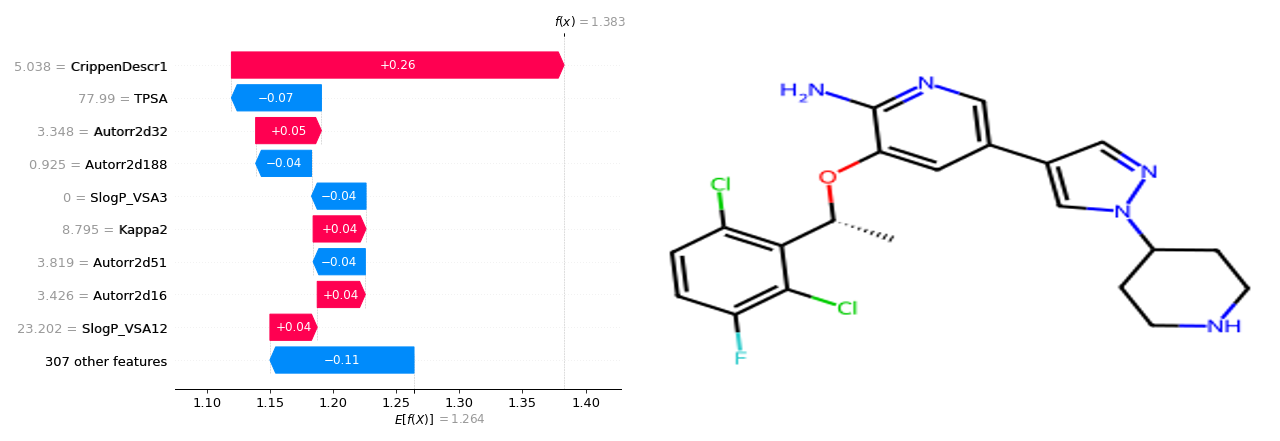 f(x) = 1.383
5.038 = CrippenDescr1 +0.26
77.99 = TPSA −0.07
3.348 = Autorr2d32 +0.05
0.925 = Autorr2d188 −0.04
0 = SlogP_VSA3 −0.04
8.795 = Kappa2 +0.04
3.819 = Autorr2d51 −0.04
3.426 = Autorr2d16 +0.04
23.202 = SlogP_VSA12 +0.04
307 other features −0.11
1.10 1.15 1.20 1.25 1.30 1.35 1.40
E[f(X)] = 1.264
N
H2N
O
Cl
N
N
Cl
NH
F